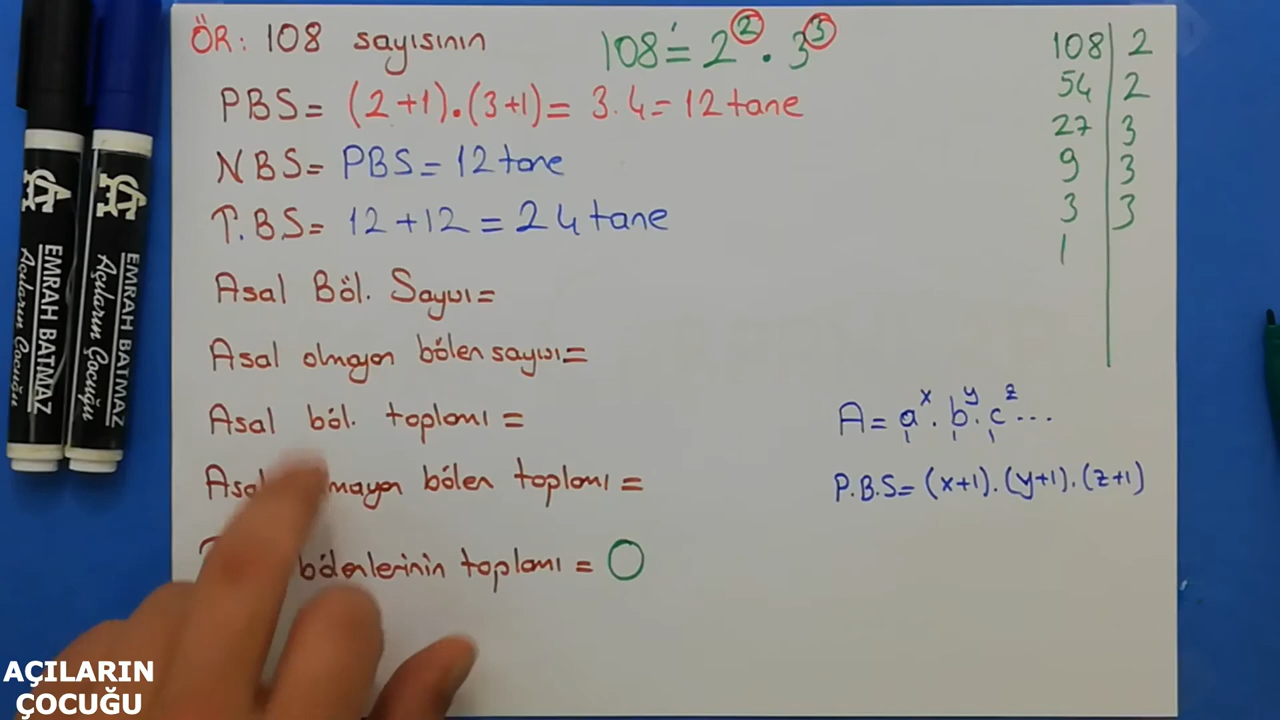 ÖR: 108 sayısının
108 = 2² . 3³
PBS = (2+1).(3+1) = 3.4 = 12 tane
NBS = PBS = 12 tane
T.B.S = 12 + 12 = 24 tane
Asal Böl. Sayısı =
Asal olmayan bölen sayısı =
Asal böl. toplamı =
bölen toplamı =
bölenlerinin toplamı = 0
108 | 2
54 | 2
27 | 3
9 | 3
3 | 3
1
A = aˣ . bʸ . cᶻ ...
P.B.S = (x+1).(y+1).(z+1)
EMRAH BATMAZ
Açıların Çocuğu
EMRAH BATMAZ
Açıların Çocuğu
AÇILARIN
ÇOCUĞU